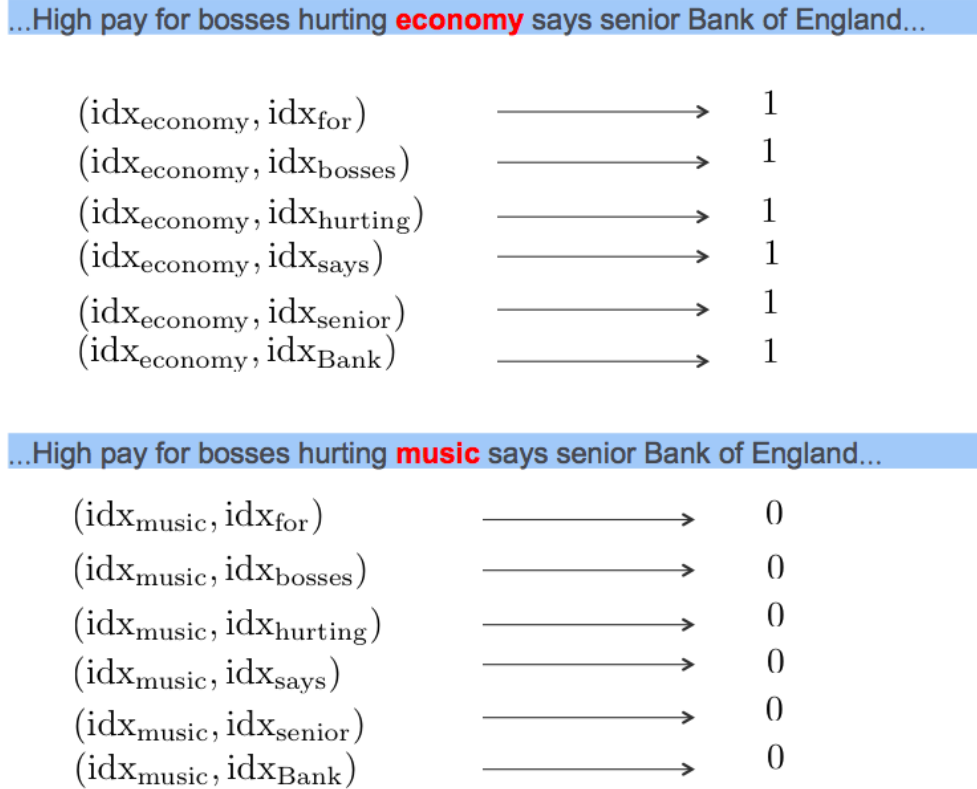 ...High pay for bosses hurting economy says senior Bank of England...
(idx_economy, idx_for) → 1
(idx_economy, idx_bosses) → 1
(idx_economy, idx_hurting) → 1
(idx_economy, idx_says) → 1
(idx_economy, idx_senior) → 1
(idx_economy, idx_Bank) → 1
...High pay for bosses hurting music says senior Bank of England...
(idx_music, idx_for) → 0
(idx_music, idx_bosses) → 0
(idx_music, idx_hurting) → 0
(idx_music, idx_says) → 0
(idx_music, idx_senior) → 0
(idx_music, idx_Bank) → 0